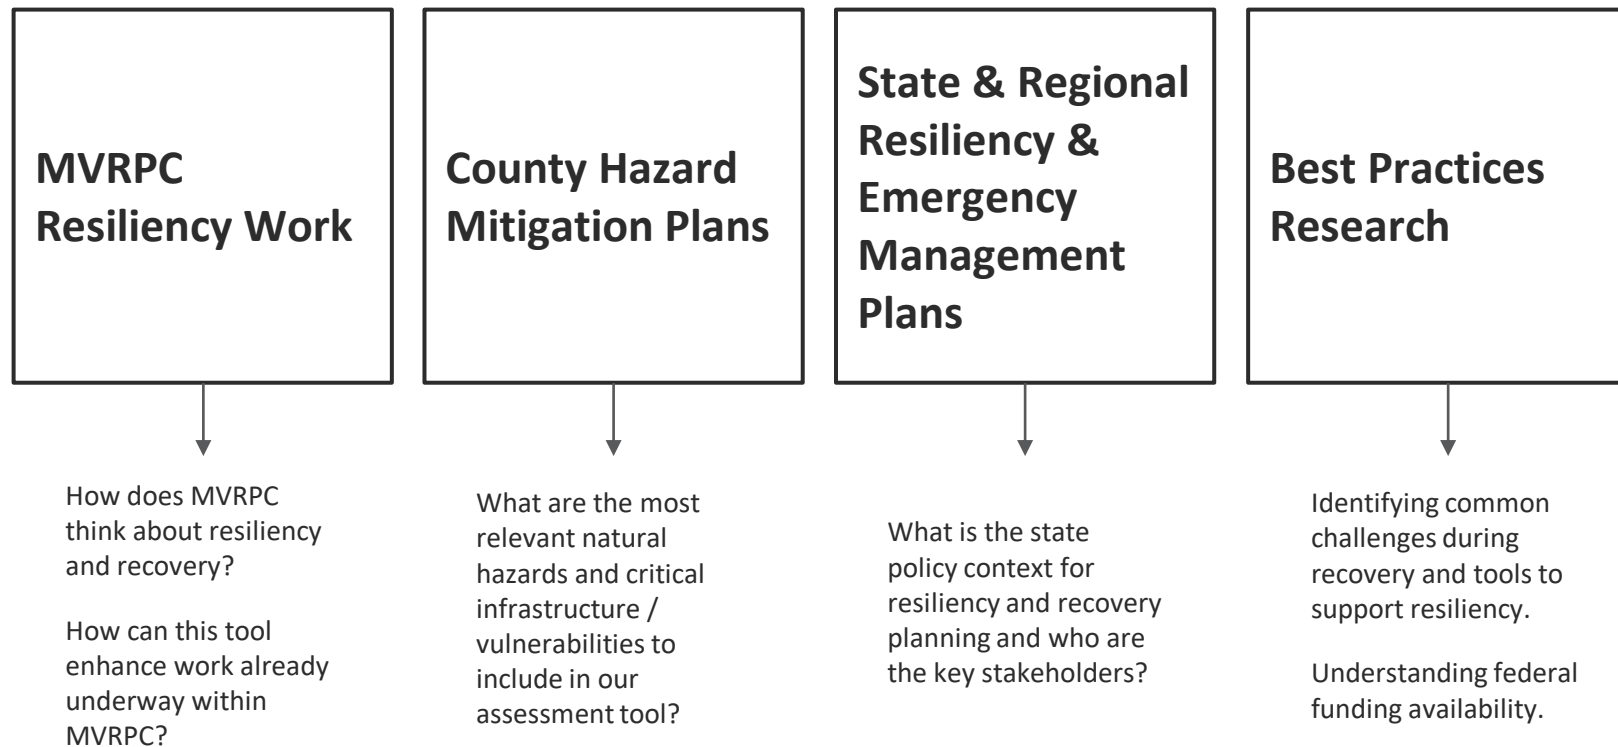 MVRPC
Resiliency Work
County Hazard
Mitigation Plans
State & Regional
Resiliency &
Emergency
Management
Plans
Best Practices
Research
How does MVRPC
think about resiliency
and recovery?
How can this tool
enhance work already
underway within
MVRPC?
What are the most
relevant natural
hazards and critical
infrastructure /
vulnerabilities to
include in our
assessment tool?
What is the state
policy context for
resiliency and recovery
planning and who are
the key stakeholders?
Identifying common
challenges during
recovery and tools to
support resiliency.
Understanding federal
funding availability.